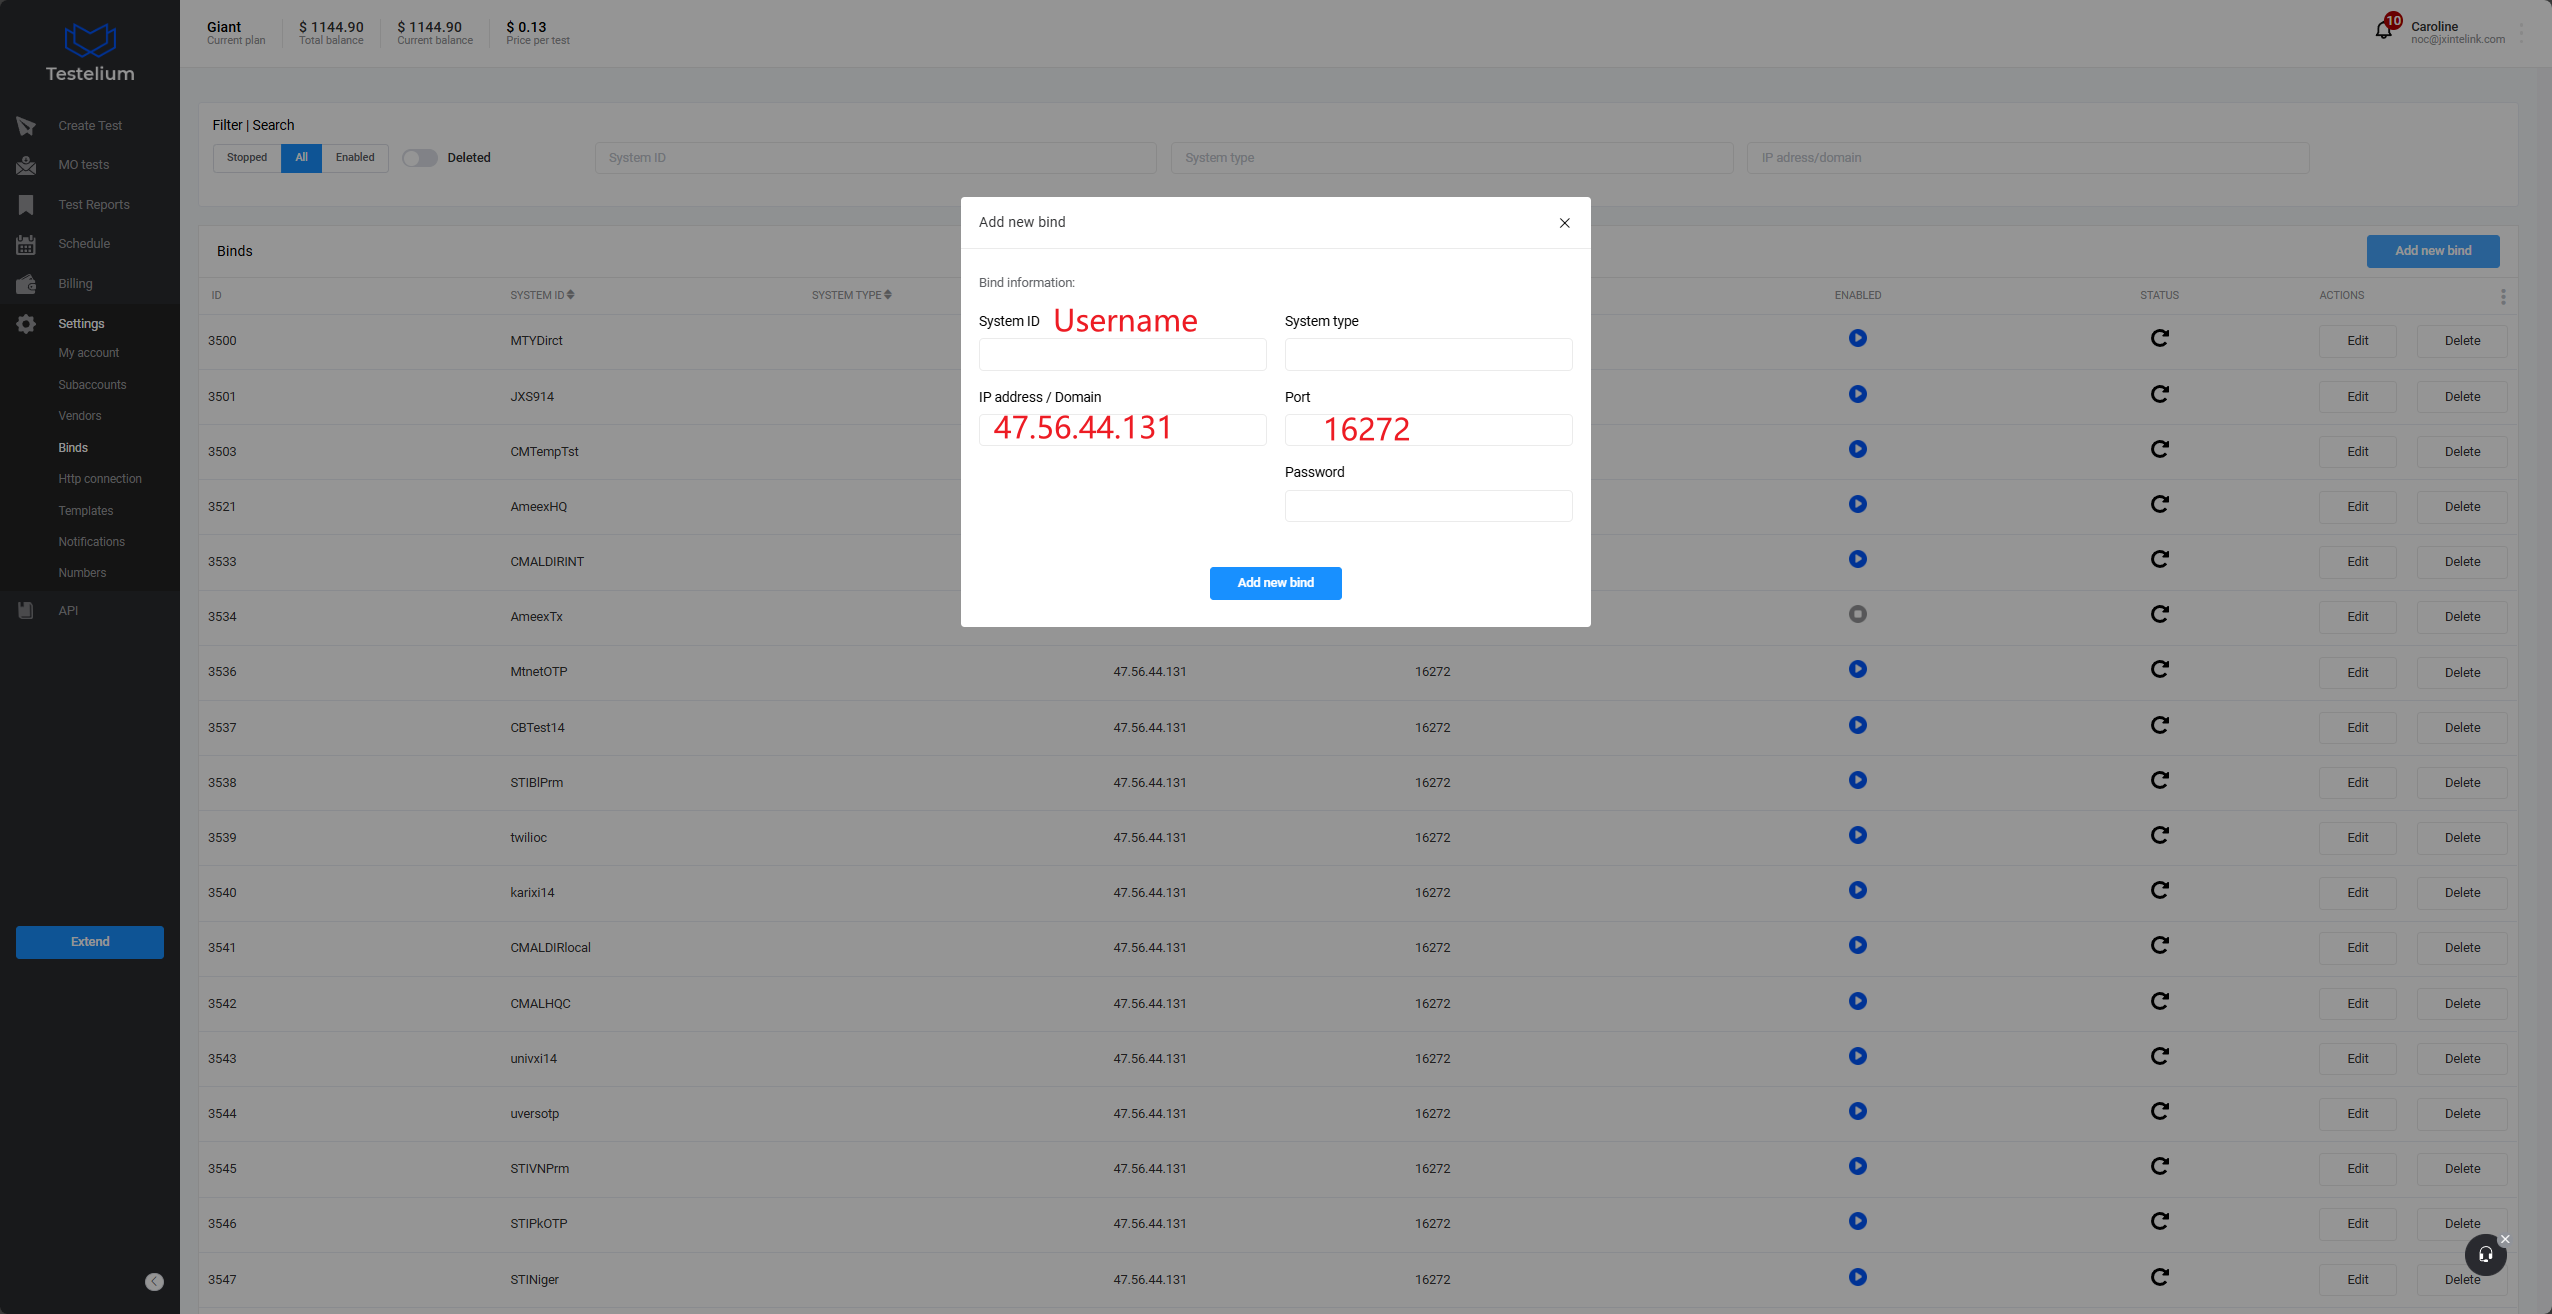 Testelium
Giant
Current plan
$ 1144.90
Total balance
$ 1144.90
Current balance
$ 0.13
Price per test
10
Caroline
noc@jxintelink.com
Create Test
MO tests
Test Reports
Schedule
Billing
Settings
My account
Subaccounts
Vendors
Binds
Http connection
Templates
Notifications
Numbers
API
Extend
Filter | Search
Stopped All Enabled Deleted System ID System type IP adress/domain
Binds Add new bind
ID SYSTEM ID SYSTEM TYPE ENABLED STATUS ACTIONS
Add new bind
Bind information:
System ID Username System type
IP address / Domain Port
47.56.44.131 16272
Password
Add new bind
3500 MTYDirct Edit Delete
3501 JXS914 Edit Delete
3503 CMTempTst Edit Delete
3521 AmeexHQ Edit Delete
3533 CMALDIRINT Edit Delete
3534 AmeexTx Edit Delete
3536 MtnetOTP 47.56.44.131 16272 Edit Delete
3537 CBTest14 47.56.44.131 16272 Edit Delete
3538 STIBlPrm 47.56.44.131 16272 Edit Delete
3539 twilioc 47.56.44.131 16272 Edit Delete
3540 karixi14 47.56.44.131 16272 Edit Delete
3541 CMALDIRlocal 47.56.44.131 16272 Edit Delete
3542 CMALHQC 47.56.44.131 16272 Edit Delete
3543 univxi14 47.56.44.131 16272 Edit Delete
3544 uversotp 47.56.44.131 16272 Edit Delete
3545 STIVNPrm 47.56.44.131 16272 Edit Delete
3546 STIPkOTP 47.56.44.131 16272 Edit Delete
3547 STINiger 47.56.44.131 16272 Edit Delete